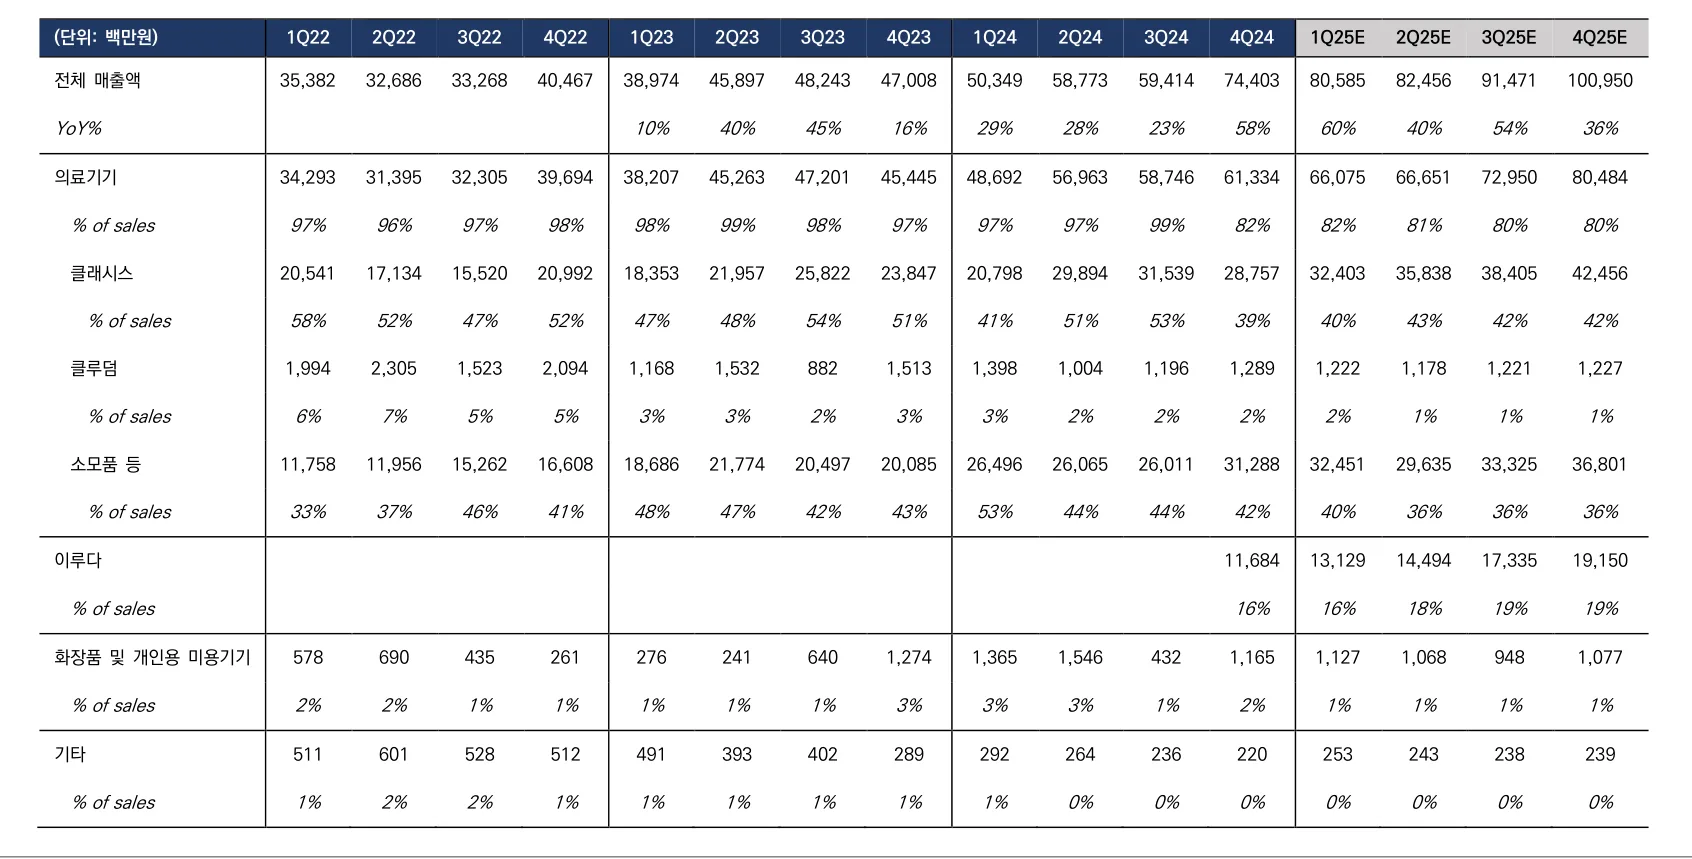 (단위: 백만원) 1Q22 2Q22 3Q22 4Q22 1Q23 2Q23 3Q23 4Q23 1Q24 2Q24 3Q24 4Q24 1Q25E 2Q25E 3Q25E 4Q25E
전체 매출액 35,382 32,686 33,268 40,467 38,974 45,897 48,243 47,008 50,349 58,773 59,414 74,403 80,585 82,456 91,471 100,950
YoY% 10% 40% 45% 16% 29% 28% 23% 58% 60% 40% 54% 36%
의료기기 34,293 31,395 32,305 39,694 38,207 45,263 47,201 45,445 48,692 56,963 58,746 61,334 66,075 66,651 72,950 80,484
% of sales 97% 96% 97% 98% 98% 99% 98% 97% 97% 97% 99% 82% 82% 81% 80% 80%
클래시스 20,541 17,134 15,520 20,992 18,353 21,957 25,822 23,847 20,798 29,894 31,539 28,757 32,403 35,838 38,405 42,456
% of sales 58% 52% 47% 52% 47% 48% 54% 51% 41% 51% 53% 39% 40% 43% 42% 42%
클루덤 1,994 2,305 1,523 2,094 1,168 1,532 882 1,513 1,398 1,004 1,196 1,289 1,222 1,178 1,221 1,227
% of sales 6% 7% 5% 5% 3% 3% 2% 3% 3% 2% 2% 2% 2% 1% 1% 1%
소모품 등 11,758 11,956 15,262 16,608 18,686 21,774 20,497 20,085 26,496 26,065 26,011 31,288 32,451 29,635 33,325 36,801
% of sales 33% 37% 46% 41% 48% 47% 42% 43% 53% 44% 44% 42% 40% 36% 36% 36%
이루다 11,684 13,129 14,494 17,335 19,150
% of sales 16% 16% 18% 19% 19%
화장품 및 개인용 미용기기 578 690 435 261 276 241 640 1,274 1,365 1,546 432 1,165 1,127 1,068 948 1,077
% of sales 2% 2% 1% 1% 1% 1% 1% 3% 3% 3% 1% 2% 1% 1% 1% 1%
기타 511 601 528 512 491 393 402 289 292 264 236 220 253 243 238 239
% of sales 1% 2% 2% 1% 1% 1% 1% 1% 1% 0% 0% 0% 0% 0% 0% 0%